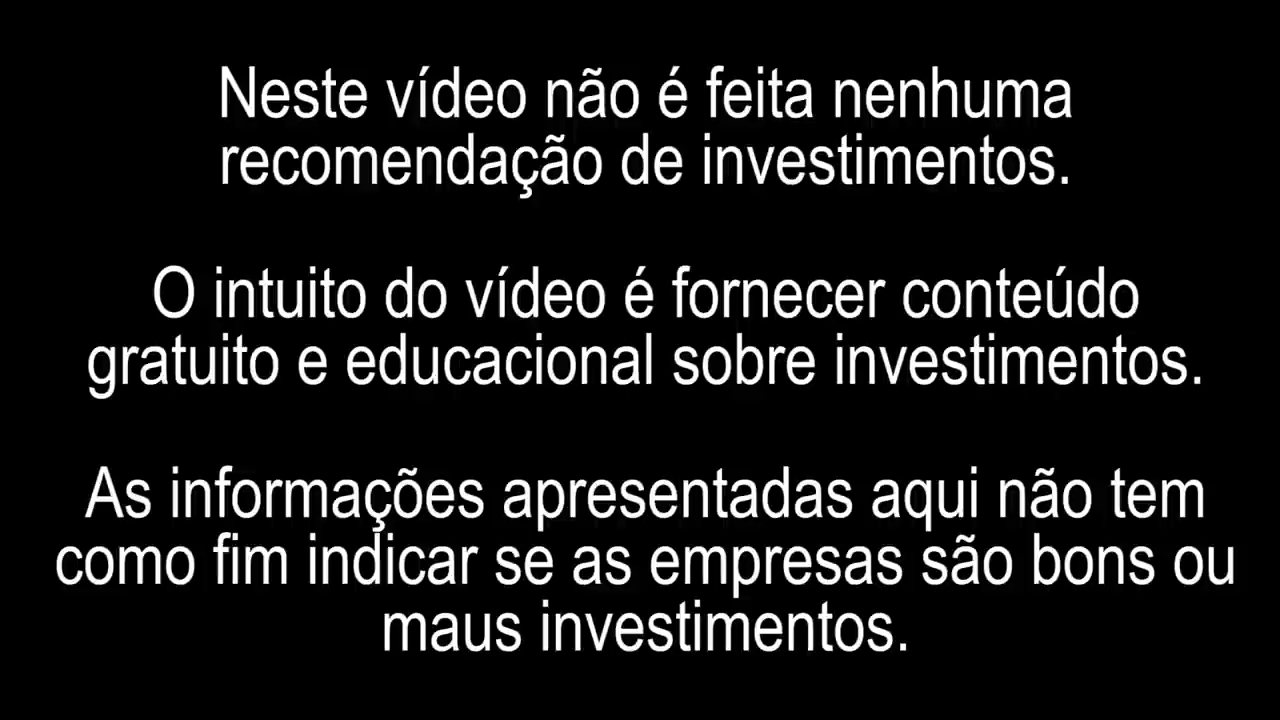 Neste vídeo não é feita nenhuma
recomendação de investimentos.
O intuito do vídeo é fornecer conteúdo
gratuito e educacional sobre investimentos.
As informações apresentadas aqui não tem
como fim indicar se as empresas são bons ou
maus investimentos.